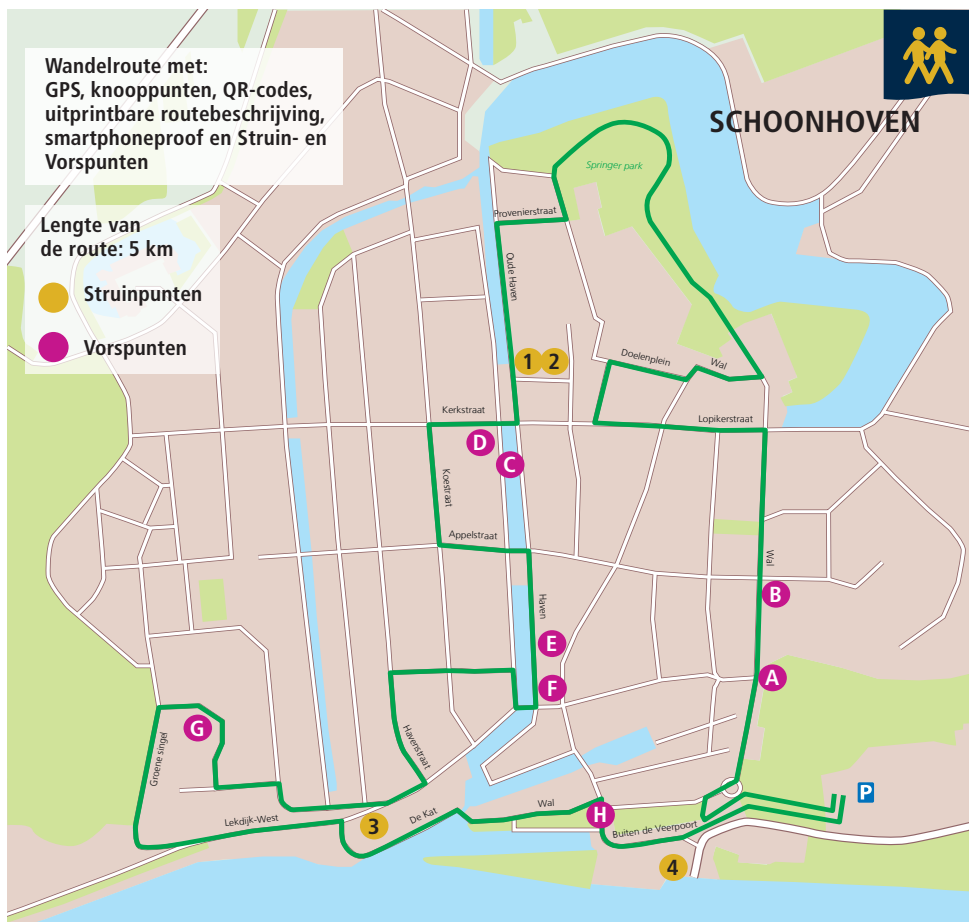 Wandelroute met:
GPS, knooppunten, QR-codes,
uitprintbare routebeschrijving,
smartphoneproof en Struin- en
Vorspunten
SCHOONHOVEN
Lengte van
de route: 5 km
Struinpunten
Vorspunten
Springer park
Provenierstraat
Oude Haven
1 2
Doelenplein
Wal
Kerkstraat
Lopikerstraat
D
C
Koestraat
Appelstraat
Wal
B
Haven
E
A
F
G
Groene singel
Havenstraat
P
Lekdijk-West
3
De Kat
Wal
H
Buiten de Veerpoort
4